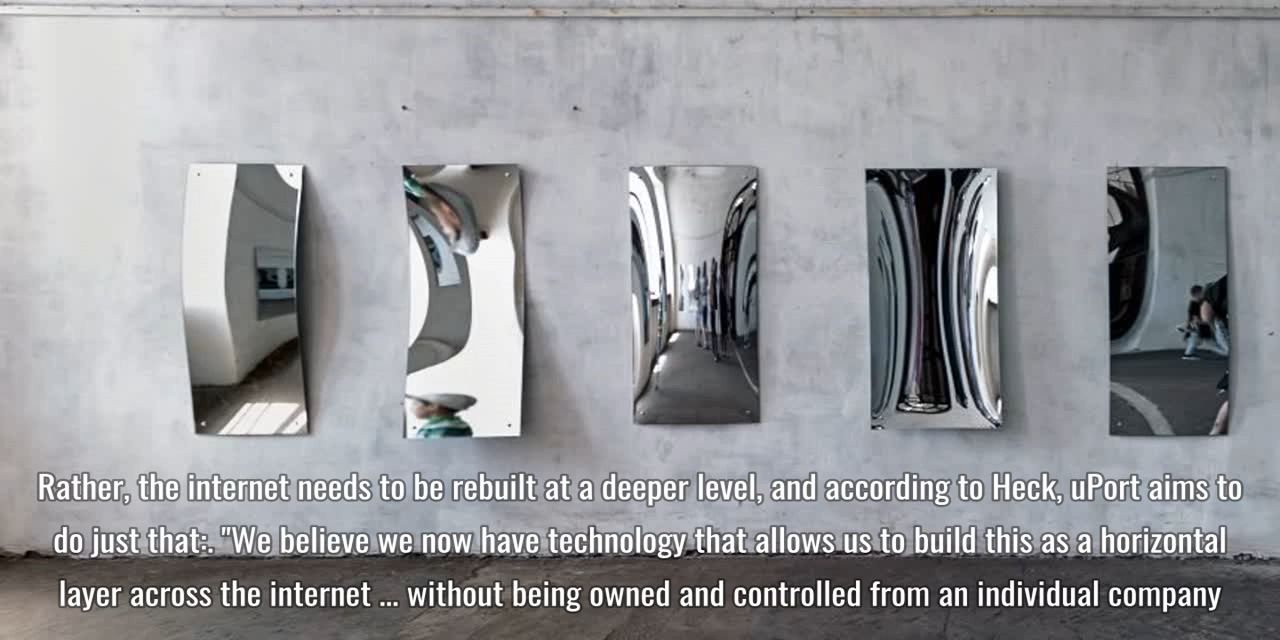 Rather, the internet needs to be rebuilt at a deeper level, and according to Heck, uPort aims to
do just that:. "We believe we now have technology that allows us to build this as a horizontal
layer across the internet ... without being owned and controlled from an individual company